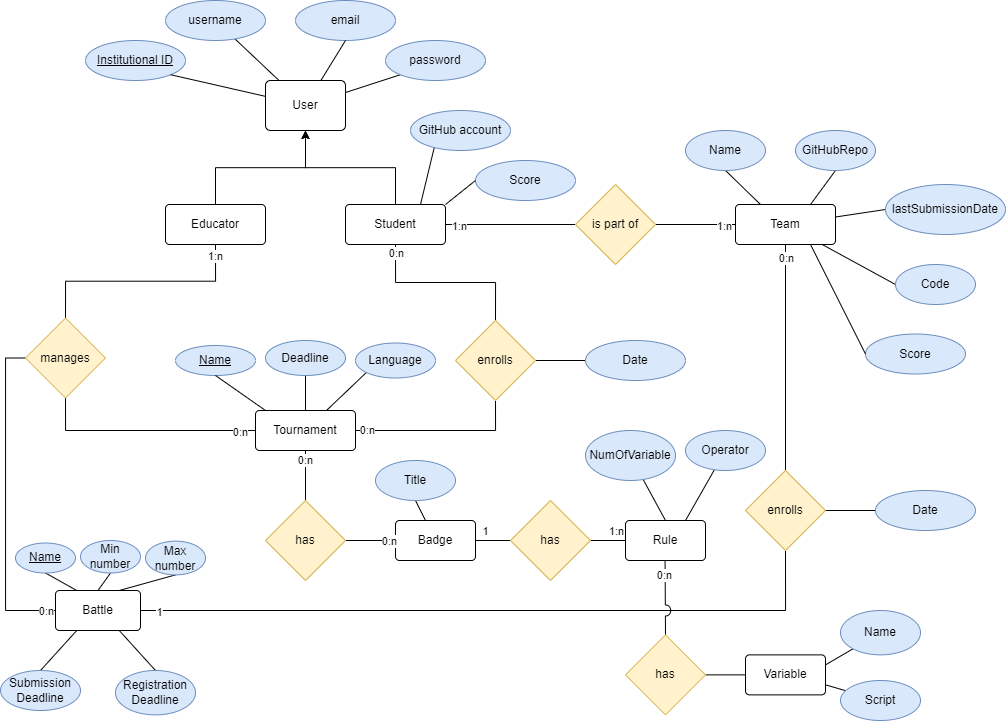 username
email
Institutional ID
password
User
GitHub account
Score
Name
GitHubRepo
lastSubmissionDate
Educator
Student
is part of
Team
1:n
1:n
1:n
0:n
0:n
Code
manages
Name
Deadline
Language
enrolls
Date
Score
Tournament
0:n
0:n
0:n
NumOfVariable
Operator
Title
enrolls
Date
has
0:n
Badge
1
has
1:n
Rule
0:n
Name
Min
number
Max
number
0:n
Battle
1
Name
has
Variable
Script
Submission
Deadline
Registration
Deadline